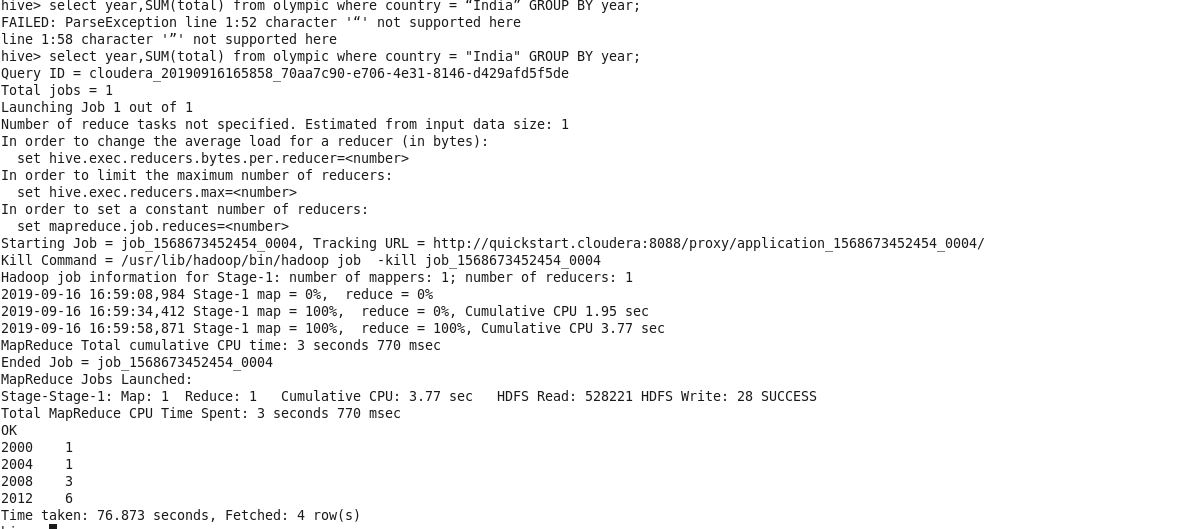 hive> select year,SUM(total) from olympic where country = “India” GROUP BY year;
FAILED: ParseException line 1:52 character '“' not supported here
line 1:58 character '”' not supported here
hive> select year,SUM(total) from olympic where country = "India" GROUP BY year;
Query ID = cloudera_20190916165858_70aa7c90-e706-4e31-8146-d429afd5f5de
Total jobs = 1
Launching Job 1 out of 1
Number of reduce tasks not specified. Estimated from input data size: 1
In order to change the average load for a reducer (in bytes):
  set hive.exec.reducers.bytes.per.reducer=<number>
In order to limit the maximum number of reducers:
  set hive.exec.reducers.max=<number>
In order to set a constant number of reducers:
  set mapreduce.job.reduces=<number>
Starting Job = job_1568673452454_0004, Tracking URL = http://quickstart.cloudera:8088/proxy/application_1568673452454_0004/
Kill Command = /usr/lib/hadoop/bin/hadoop job  -kill job_1568673452454_0004
Hadoop job information for Stage-1: number of mappers: 1; number of reducers: 1
2019-09-16 16:59:08,984 Stage-1 map = 0%,  reduce = 0%
2019-09-16 16:59:34,412 Stage-1 map = 100%,  reduce = 0%, Cumulative CPU 1.95 sec
2019-09-16 16:59:58,871 Stage-1 map = 100%,  reduce = 100%, Cumulative CPU 3.77 sec
MapReduce Total cumulative CPU time: 3 seconds 770 msec
Ended Job = job_1568673452454_0004
MapReduce Jobs Launched:
Stage-Stage-1: Map: 1  Reduce: 1   Cumulative CPU: 3.77 sec   HDFS Read: 528221 HDFS Write: 28 SUCCESS
Total MapReduce CPU Time Spent: 3 seconds 770 msec
OK
2000    1
2004    1
2008    3
2012    6
Time taken: 76.873 seconds, Fetched: 4 row(s)